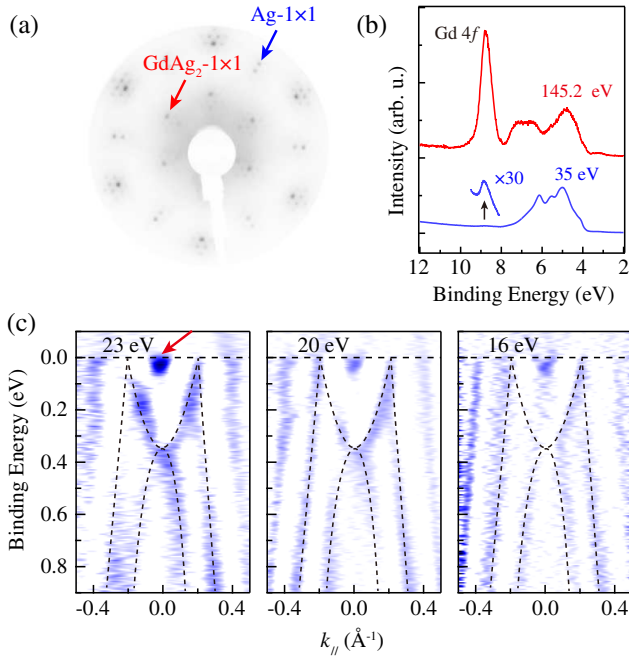 (a)
Ag-1×1
GdAg₂-1×1
(b)
Gd 4f
145.2 eV
×30
35 eV
Intensity (arb. u.)
12 10 8 6 4 2
Binding Energy (eV)
(c)
23 eV
20 eV
16 eV
0.0
0.2
0.4
0.6
0.8
Binding Energy (eV)
-0.4 0.0 0.4 -0.4 0.0 0.4 -0.4 0.0 0.4
k// (Å⁻¹)